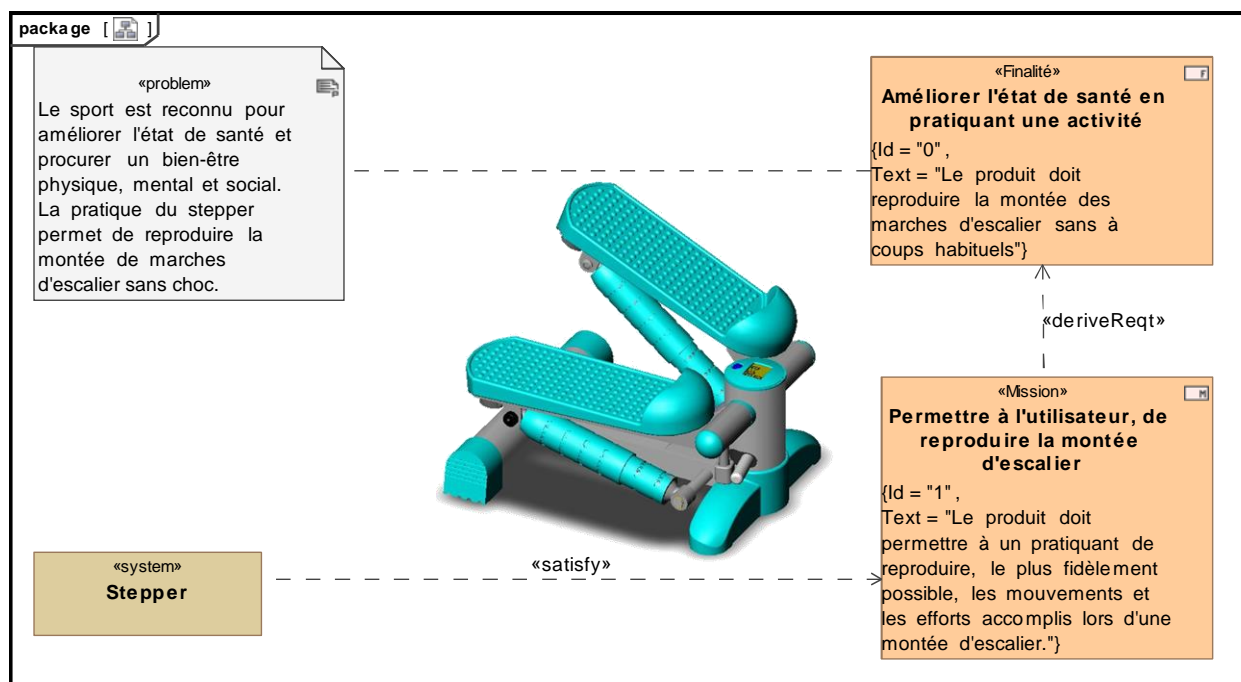 package [ ]
«problem»
Le sport est reconnu pour
améliorer l'état de santé et
procurer un bien-être
physique, mental et social.
La pratique du stepper
permet de reproduire la
montée de marches
d'escalier sans choc.
«Finalité»
F
Améliorer l'état de santé en
pratiquant une activité
{Id = "0" ,
Text = "Le produit doit
reproduire la montée des
marches d'escalier sans à
coups habituels"}
«deriveReqt»
«Mission»
M
Permettre à l'utilisateur, de
reproduire la montée
d'escalier
{Id = "1" ,
Text = "Le produit doit
permettre à un pratiquant de
reproduire, le plus fidèlement
possible, les mouvements et
les efforts accomplis lors d'une
montée d'escalier."}
«satisfy»
«system»
Stepper